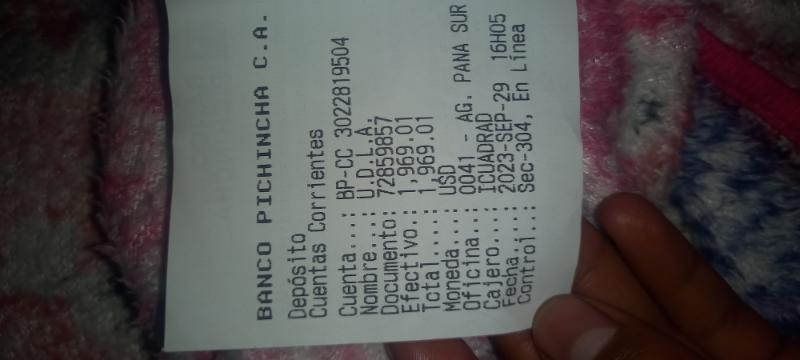 BANCO PICHINCHA C.A.
Depósito
Cuentas Corrientes
Cuenta...: BP-CC 3022819504
Nombre...: U.D.L.A.
Documento: 72859857
Efectivo.: 1,969.01
Total....: 1,969.01
Moneda...: USD
Oficina..: 0041 - AG. PANA SUR
Cajero...: ICUADRAD
Fecha....: 2023-SEP-29 16H05
Control..: Sec-304, En Línea